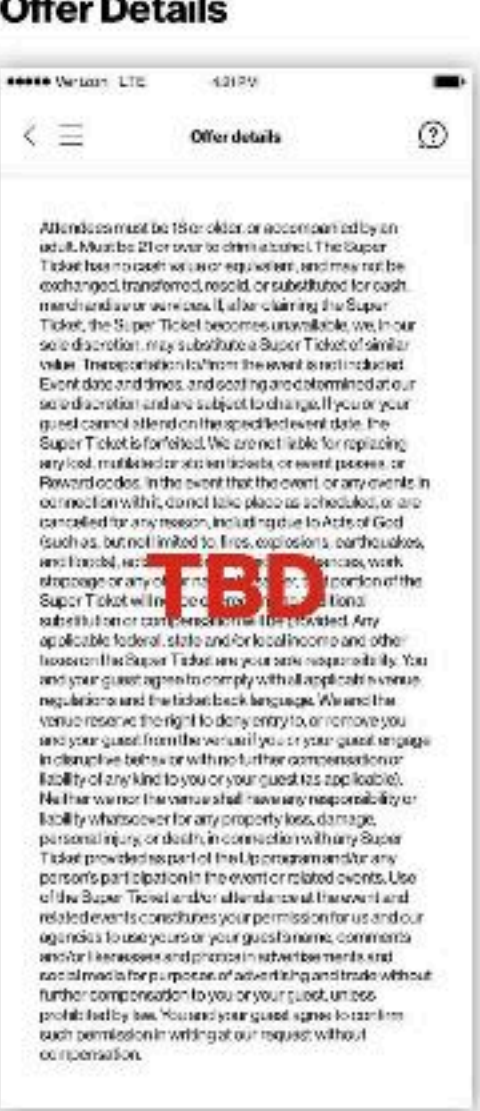 Offer Details
Verizon LTE 4:21 PM
Offer details
Attendees must be 18 or older, or accompanied by an
adult. Must be 21 or over to drink alcohol. The Super
Ticket has no cash value or equivalent, and may not be
exchanged, transferred, resold, or substituted for cash,
merchandise or services. If, after claiming the Super
Ticket, the Super Ticket becomes unavailable, we, in our
sole discretion, may substitute a Super Ticket of similar
value. Transportation to/from the event is not included.
Event date and times, and seating are determined at our
sole discretion and are subject to change. If you or your
guest cannot attend on the specified event date, the
Super Ticket is forfeited. We are not liable for replacing
any lost, mutilated or stolen tickets, or event passes, or
Reward codes. In the event that the event, or any events in
connection with it, do not take place as scheduled, or are
cancelled for any reason, including due to Acts of God
(such as, but not limited to, fires, explosions, earthquakes,
and floods), work
stoppage or any portion of the
TBD
Super Ticket will
substitution or compensation will be provided. Any
applicable federal, state and/or local income and other
taxes on the Super Ticket are your sole responsibility. You
and your guest agree to comply with all applicable venue
regulations and the ticket back language. We and the
venue reserve the right to deny entry to, or remove you
and your guest from the venue if you or your guest engage
in disruptive behavior with no further compensation or
liability of any kind to you or your guest (as applicable).
Neither we nor the venue shall have any responsibility or
liability whatsoever for any property loss, damage,
personal injury, or death, in connection with any Super
Ticket provided as part of the Up program and/or any
person's participation in the event or related events. Use
of the Super Ticket and/or attendance at the event and
related events constitutes your permission for us and our
agencies to use yours or your guest's name, comments
and/or likenesses and photos in advertisements and
social media for purposes of advertising and trade without
further compensation to you or your guest, unless
prohibited by law. You and your guest agree to confirm
such permission in writing at our request without
compensation.